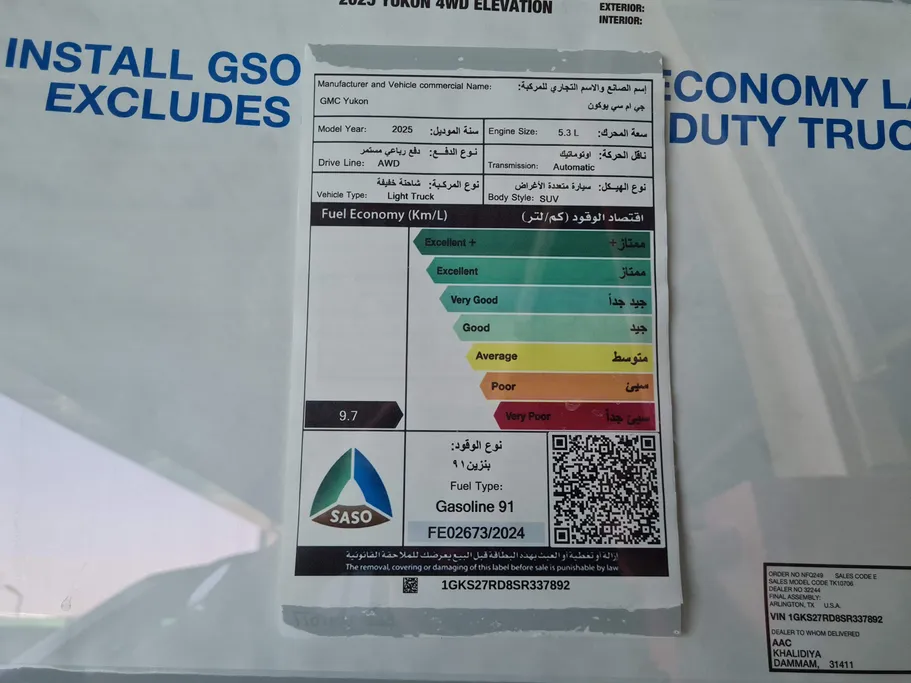 2025 YUKON 4WD ELEVATION
EXTERIOR:
INTERIOR:
INSTALL GSO
EXCLUDES
ECONOMY LA
DUTY TRUC
Manufacturer and Vehicle commercial Name: إسم الصانع والاسم التجاري للمركبة:
GMC Yukon جي ام سي يوكون
Model Year: 2025 سنة الموديل:
Engine Size: 5.3 L سعة المحرك:
نوع الدفـع: دفع رباعي مستمر
Drive Line: AWD
ناقل الحركة: اوتوماتيك
Transmission: Automatic
نوع المركبة: شاحنة خفيفة
Vehicle Type: Light Truck
نوع الهيكل: سيارة متعددة الأغراض
Body Style: SUV
Fuel Economy (Km/L) اقتصاد الوقود (كم/لتر)
Excellent + ممتاز+
Excellent ممتاز
Very Good جيد جداً
Good جيد
Average متوسط
Poor سيئ
9.7 Very Poor سيئ جداً
نوع الوقود:
بنزين ٩١
Fuel Type:
Gasoline 91
FE02673/2024
SASO
إزالة أو تغطية أو العبث بهذه البطاقة قبل البيع يعرضك للملاحقة القانونية
The removal, covering or damaging of this label before sale is punishable by law
1GKS27RD8SR337892
ORDER NO NFQ249 SALES CODE E
SALES MODEL CODE TK10706
DEALER NO 32244
FINAL ASSEMBLY:
ARLINGTON, TX U.S.A.
VIN 1GKS27RD8SR337892
DEALER TO WHOM DELIVERED
AAC
KHALIDIYA
DAMMAM, 31411